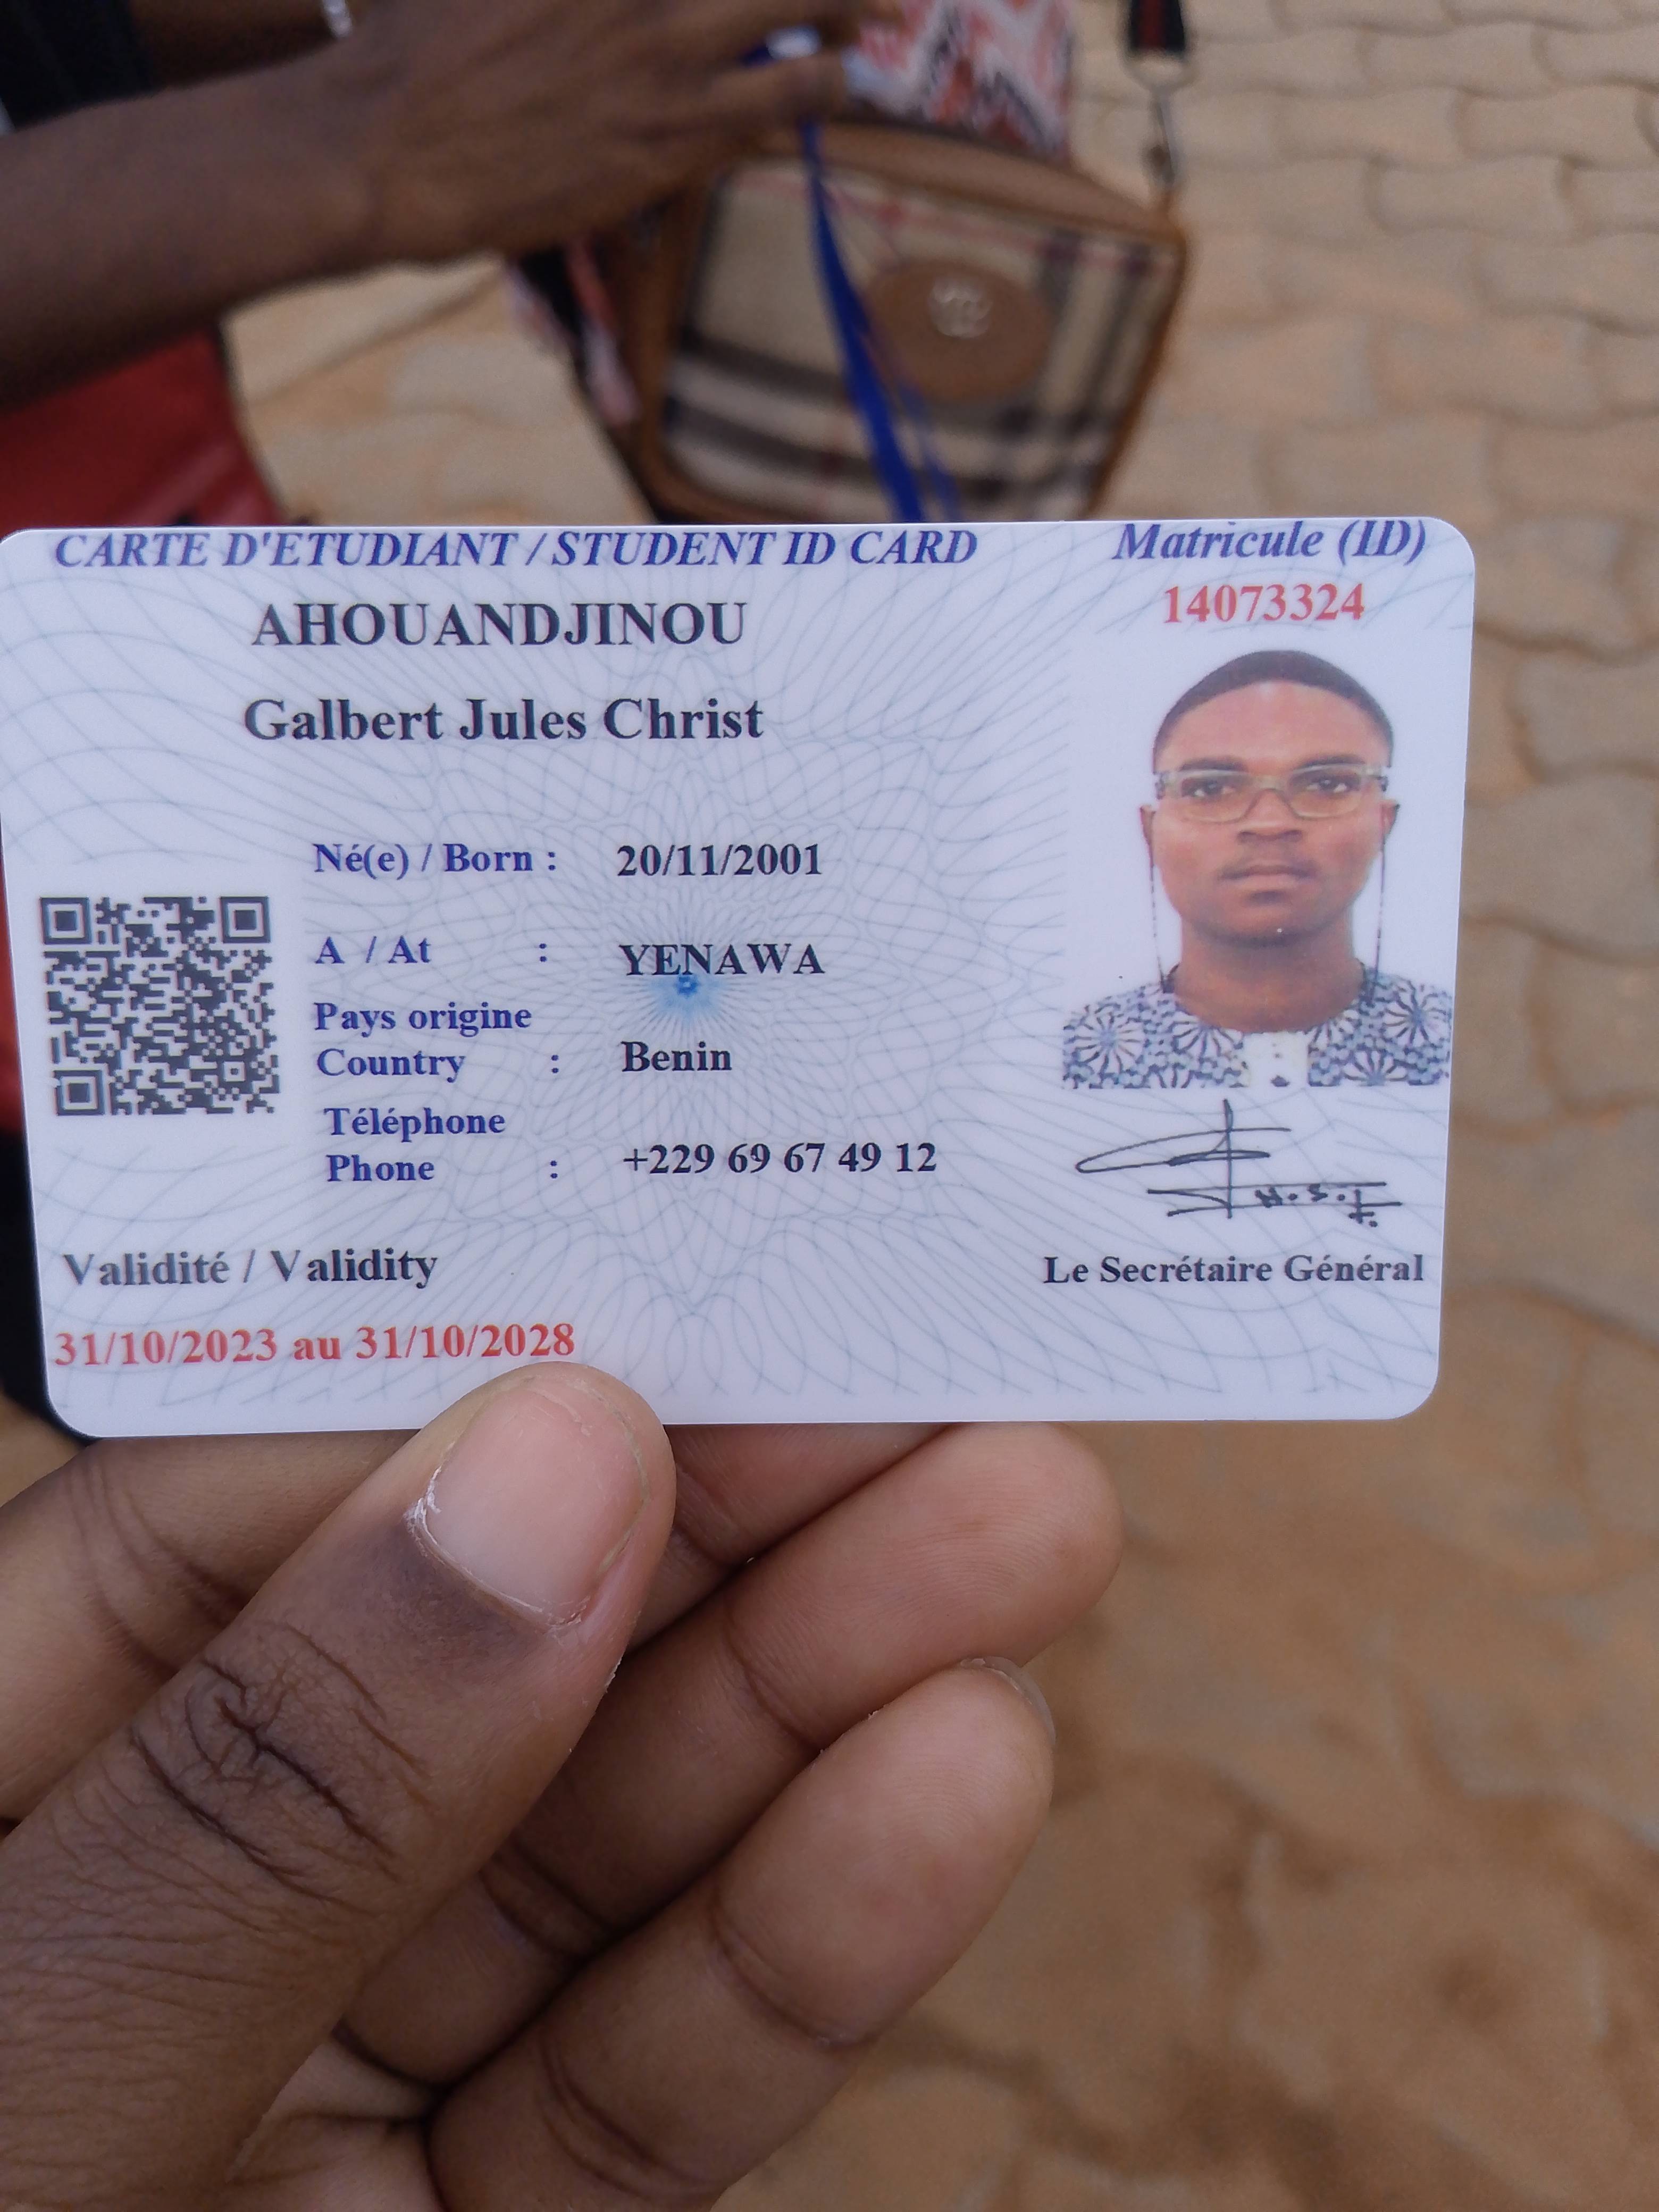 CARTE D'ETUDIANT / STUDENT ID CARD
Matricule (ID)
14073324
AHOUANDJINOU
Galbert Jules Christ
Né(e) / Born : 20/11/2001
A / At : YENAWA
Pays origine
Country : Benin
Téléphone
Phone : +229 69 67 49 12
Validité / Validity
Le Secrétaire Général
31/10/2023 au 31/10/2028